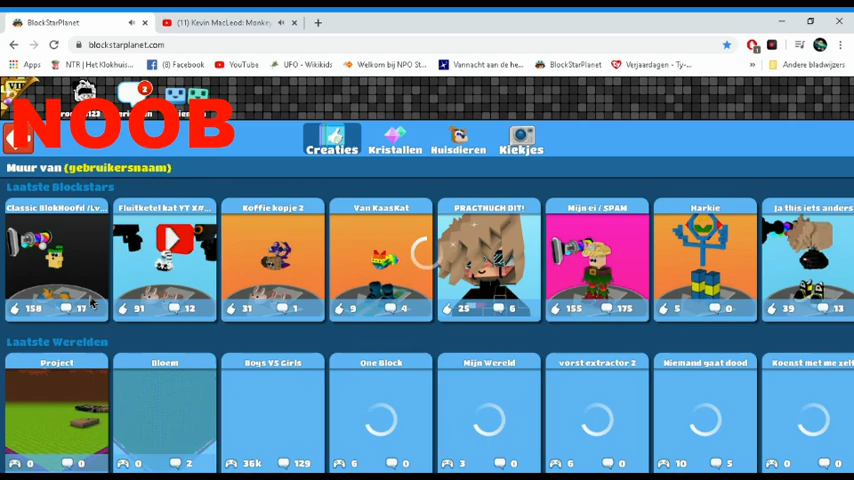 BlockStarPlanet
(11) Kevin MacLeod: Monkey
blockstarplanet.com
Apps
NTR | Het Klokhuis...
(8) Facebook
YouTube
UFO - Wikikids
Welkom bij NPO St...
Vannacht de he...
BlockStarPlanet
Verjaardagen - Ty-...
»
Andere bladwijzers
VIP
2
NOOB
Creaties
Kristallen
Huisdieren
Kiekjes
Muur van (gebruikersnaam)
Laatste Blockstars
Classic BlokHoofd /Lv...
Fluitketel kat YT X#...
Koffie kopje 2
Van KaasKat
PRACTHUCH DIT!
Mijn ei / SPAM
Harkie
Ja this iets anders
158 17
91 12
31 1
9 4
25 6
155 175
5 0
39 13
Laatste Werelden
Project
Bloem
Boys VS Girls
One Block
Mijn Wereld
vorst extractor 2
Niemand gaat dood
Koenst met me zelf
0 0
0 2
36k 129
6 0
3 0
6 0
10 5
0 0